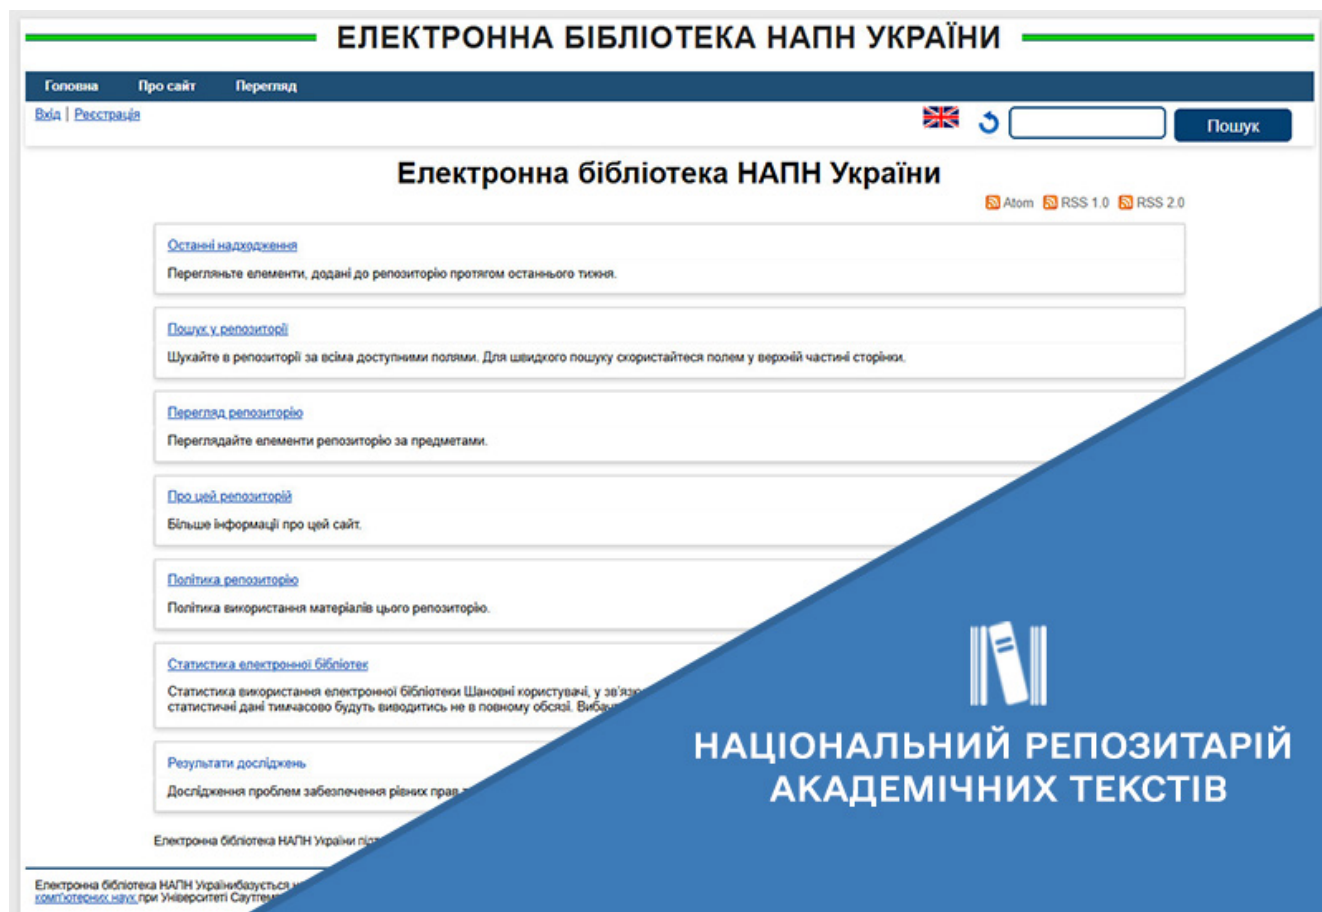 ЕЛЕКТРОННА БІБЛІОТЕКА НАПН УКРАЇНИ
Головна Про сайт Перегляд
Вхід | Реєстрація
Пошук
Електронна бібліотека НАПН України
Atom RSS 1.0 RSS 2.0
Останні надходження
Перегляньте елементи, додані до репозиторію протягом останнього тижня.
Пошук у репозиторії
Шукайте в репозиторії за всіма доступними полями. Для швидкого пошуку скористайтеся полем у верхній частині сторінки.
Перегляд репозиторію
Переглядайте елементи репозиторію за предметами.
Про цей репозиторій
Більше інформації про цей сайт.
Політика репозиторію
Політика використання матеріалів цього репозиторію.
Статистика електронної бібліотек
Статистика використання електронної бібліотеки Шановні користувачі, у
статистичні дані тимчасово будуть виводитись не в повному обсязі.
Результати досліджень
Дослідження проблем забезпечення рівних прав
Електронна бібліотека НАПН України
Електронна бібліотека НАПН Українибазується
комп'ютерних наук при Університеті
НАЦІОНАЛЬНИЙ РЕПОЗИТАРІЙ
АКАДЕМІЧНИХ ТЕКСТІВ